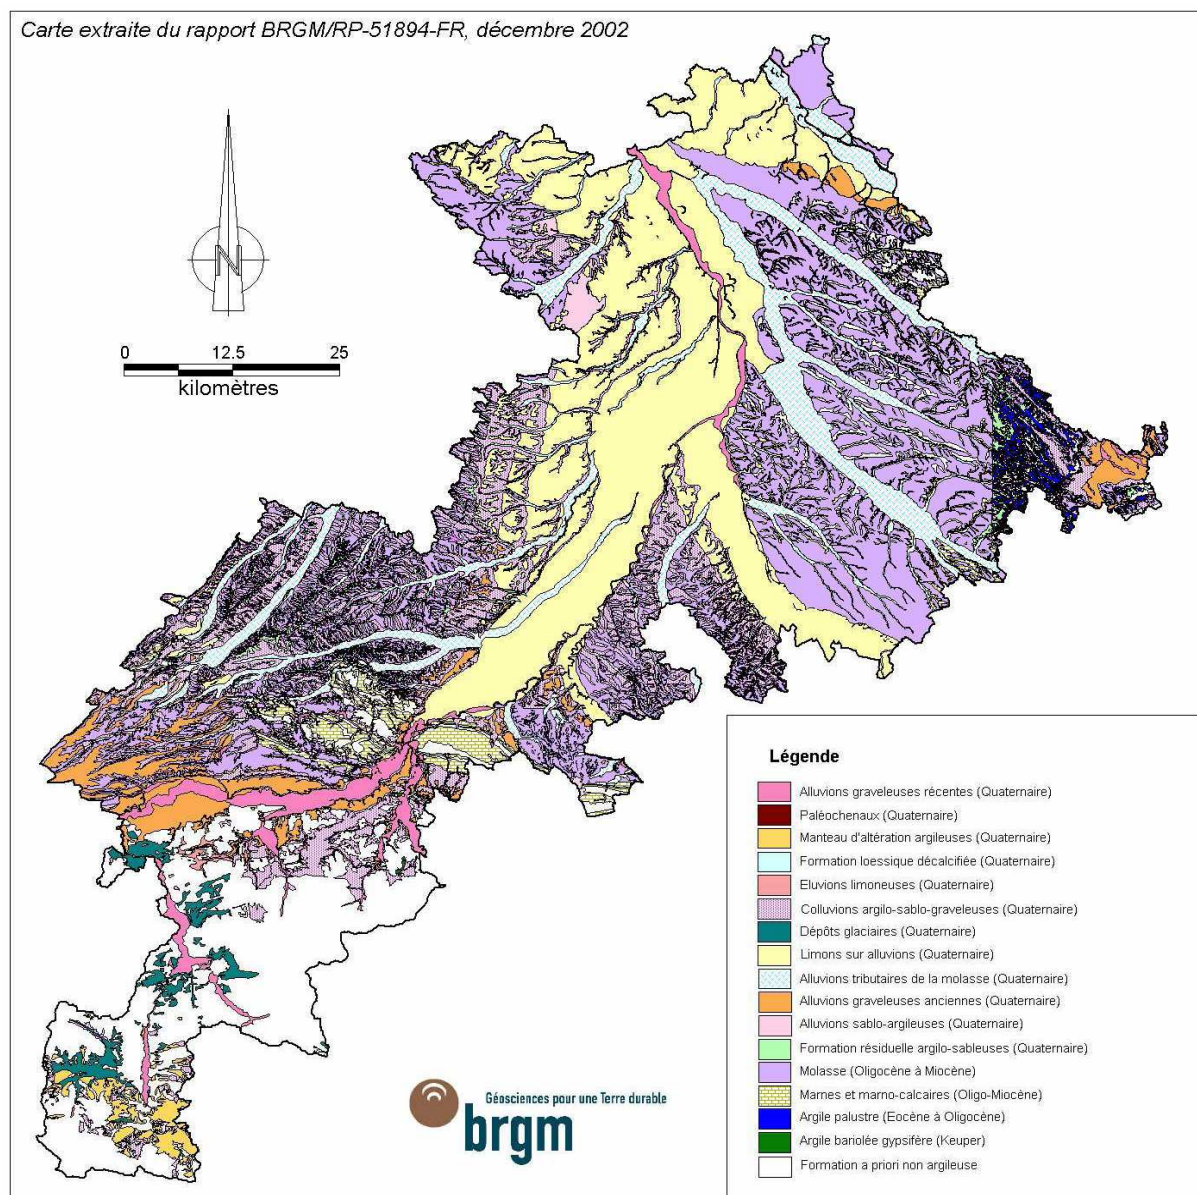 Carte extraite du rapport BRGM/RP-51894-FR, décembre 2002
N
0 12.5 25
kilomètres
Légende
Alluvions graveleuses récentes (Quaternaire)
Paléochenaux (Quaternaire)
Manteau d'altération argileuses (Quaternaire)
Formation loessique décalcifiée (Quaternaire)
Eluvions limoneuses (Quaternaire)
Colluvions argilo-sablo-graveleuses (Quaternaire)
Dépôts glaciaires (Quaternaire)
Limons sur alluvions (Quaternaire)
Alluvions tributaires de la molasse (Quaternaire)
Alluvions graveleuses anciennes (Quaternaire)
Alluvions sablo-argileuses (Quaternaire)
Formation résiduelle argilo-sableuses (Quaternaire)
Molasse (Oligocène à Miocène)
Marnes et marno-calcaires (Oligo-Miocène)
Argile palustre (Eocène à Oligocène)
Argile bariolée gypsifère (Keuper)
Formation a priori non argileuse
Géosciences pour une Terre durable
brgm